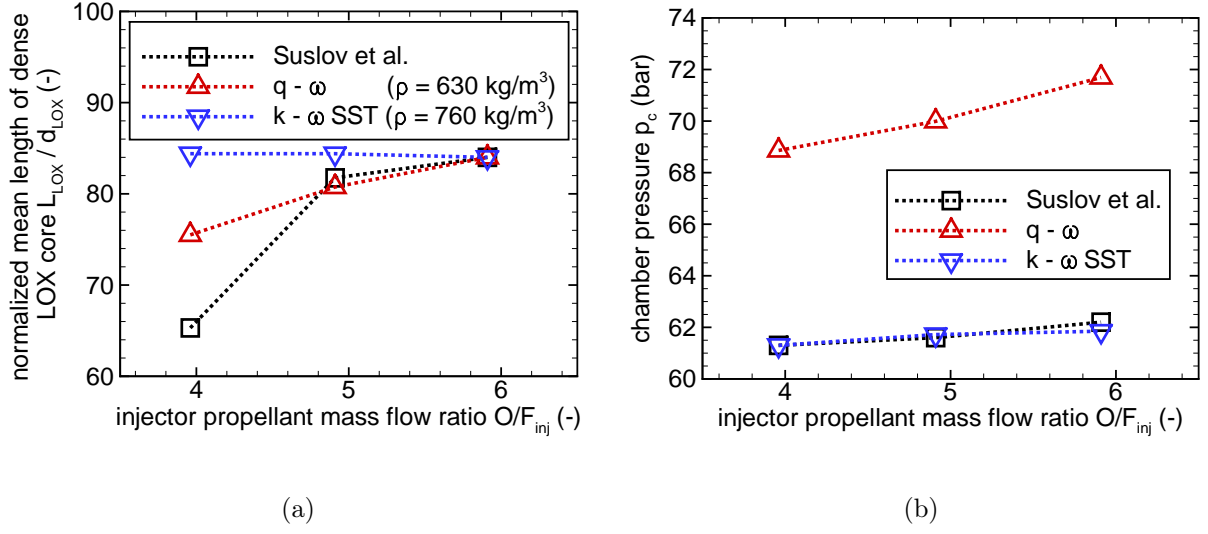 normalized mean length of dense
LOX core L_LOX / d_LOX (-)
100
90
80
70
60
Suslov et al.
q - ω (ρ = 630 kg/m³)
k - ω SST (ρ = 760 kg/m³)
4 5 6
injector propellant mass flow ratio O/F_inj (-)
(a)
chamber pressure p_c (bar)
74
72
70
68
66
64
62
60
Suslov et al.
q - ω
k - ω SST
4 5 6
injector propellant mass flow ratio O/F_inj (-)
(b)